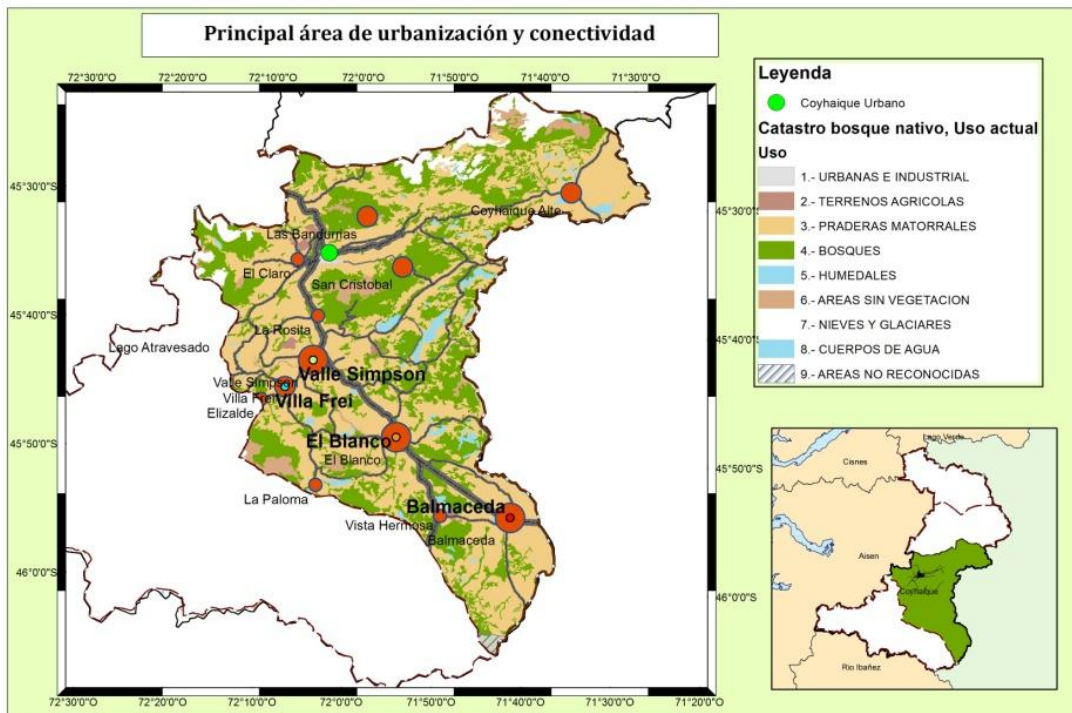 Principal área de urbanización y conectividad
72°30'0"O 72°20'0"O 72°10'0"O 72°0'0"O 71°50'0"O 71°40'0"O 71°30'0"O
45°30'0"S
45°40'0"S
45°50'0"S
46°0'0"S
45°30'0"S
45°40'0"S
45°50'0"S
46°0'0"S
Coyhaique Alto
Las Bandurrias
El Claro
San Cristobal
La Rosita
Lago Atravesado
Valle Simpson
Valle Simpson
Villa Frei
Villa Frei
Elizalde
El Blanco
El Blanco
La Paloma
Balmaceda
Vista Hermosa
Balmaceda
72°30'0"O 72°20'0"O 72°10'0"O 72°0'0"O 71°50'0"O 71°40'0"O 71°30'0"O 71°20'0"O
Leyenda
Coyhaique Urbano
Catastro bosque nativo, Uso actual
Uso
1.- URBANAS E INDUSTRIAL
2.- TERRENOS AGRICOLAS
3.- PRADERAS MATORRALES
4.- BOSQUES
5.- HUMEDALES
6.- AREAS SIN VEGETACION
7.- NIEVES Y GLACIARES
8.- CUERPOS DE AGUA
9.- AREAS NO RECONOCIDAS
Lago Verde
Cisnes
Aisen
Coyhaique
Rio Ibañez